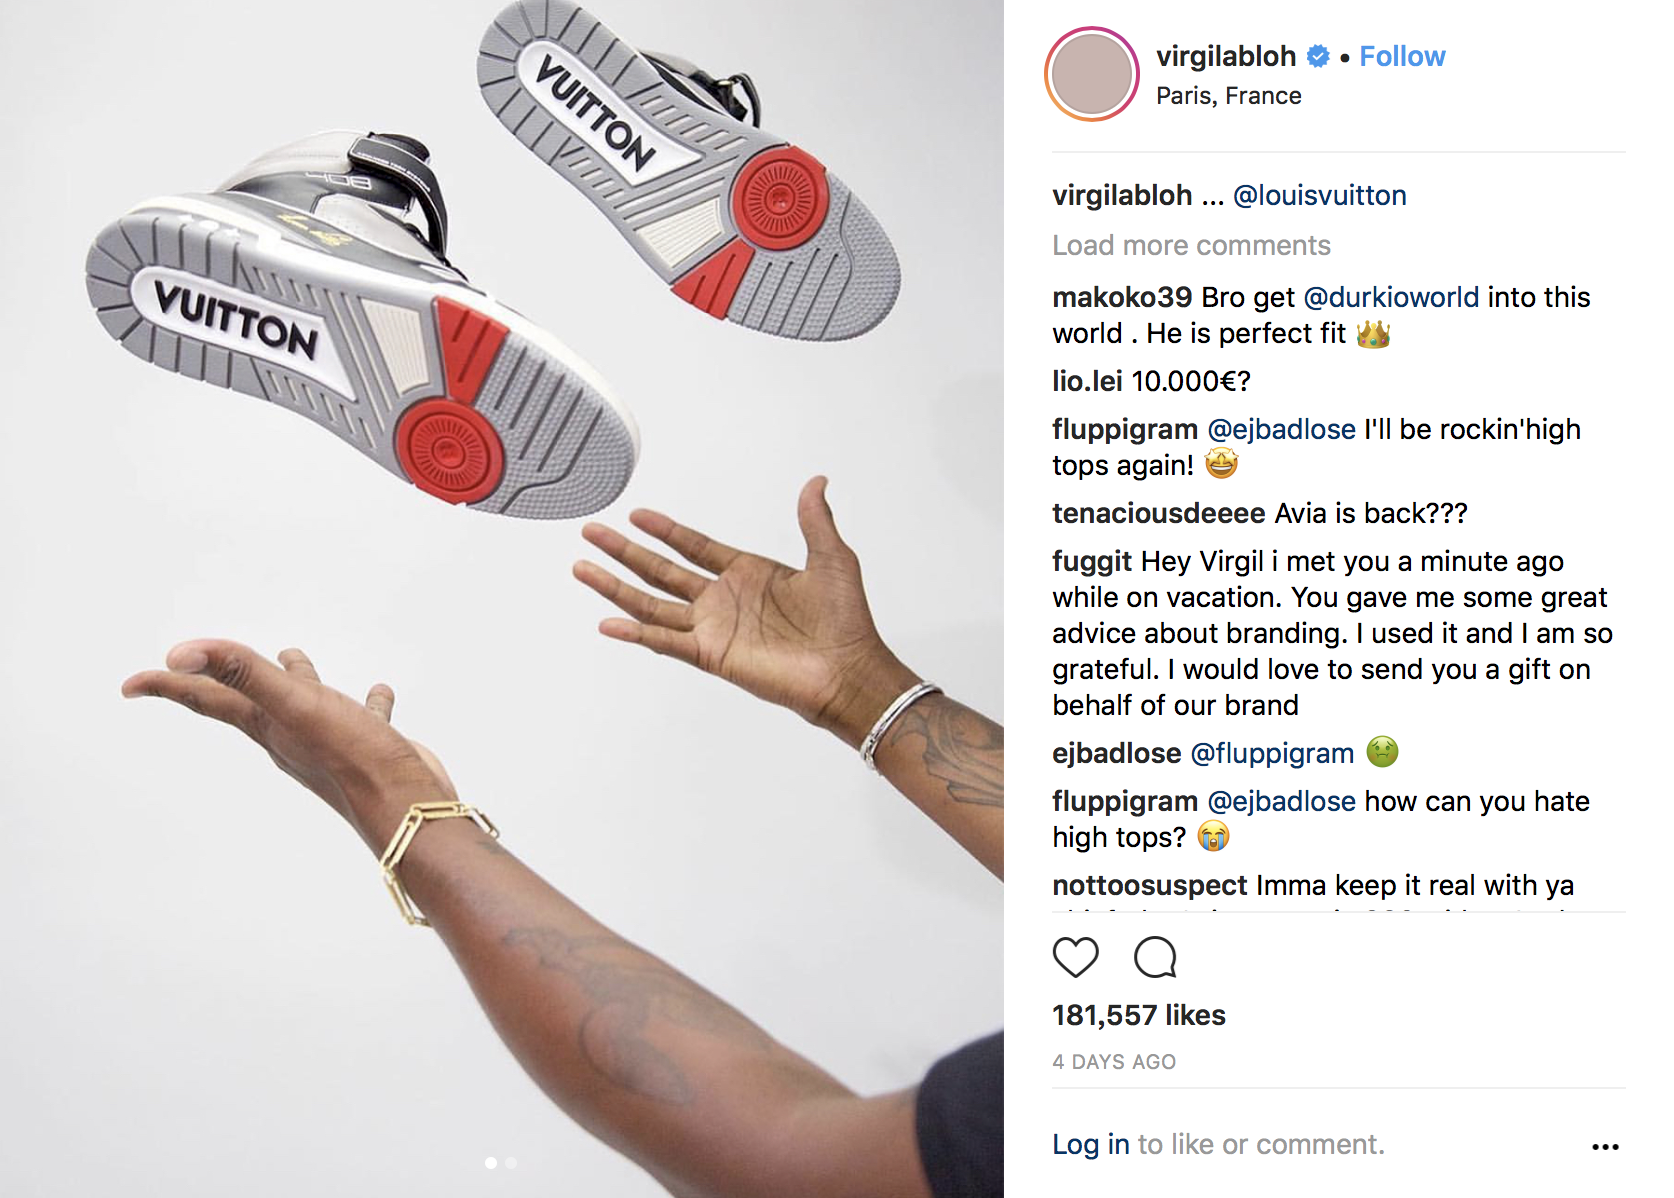 VUITTON
408
VUITTON
virgilabloh • Follow
Paris, France
virgilabloh ... @louisvuitton
Load more comments
makoko39 Bro get @durkioworld into this
world . He is perfect fit 👑
lio.lei 10.000€?
fluppigram @ejbadlose I'll be rockin'high
tops again! 🤩
tenaciousdeeee Avia is back???
fuggit Hey Virgil i met you a minute ago
while on vacation. You gave me some great
advice about branding. I used it and I am so
grateful. I would love to send you a gift on
behalf of our brand
ejbadlose @fluppigram 🤢
fluppigram @ejbadlose how can you hate
high tops? 😭
nottoosuspect Imma keep it real with ya
181,557 likes
4 DAYS AGO
Log in to like or comment.